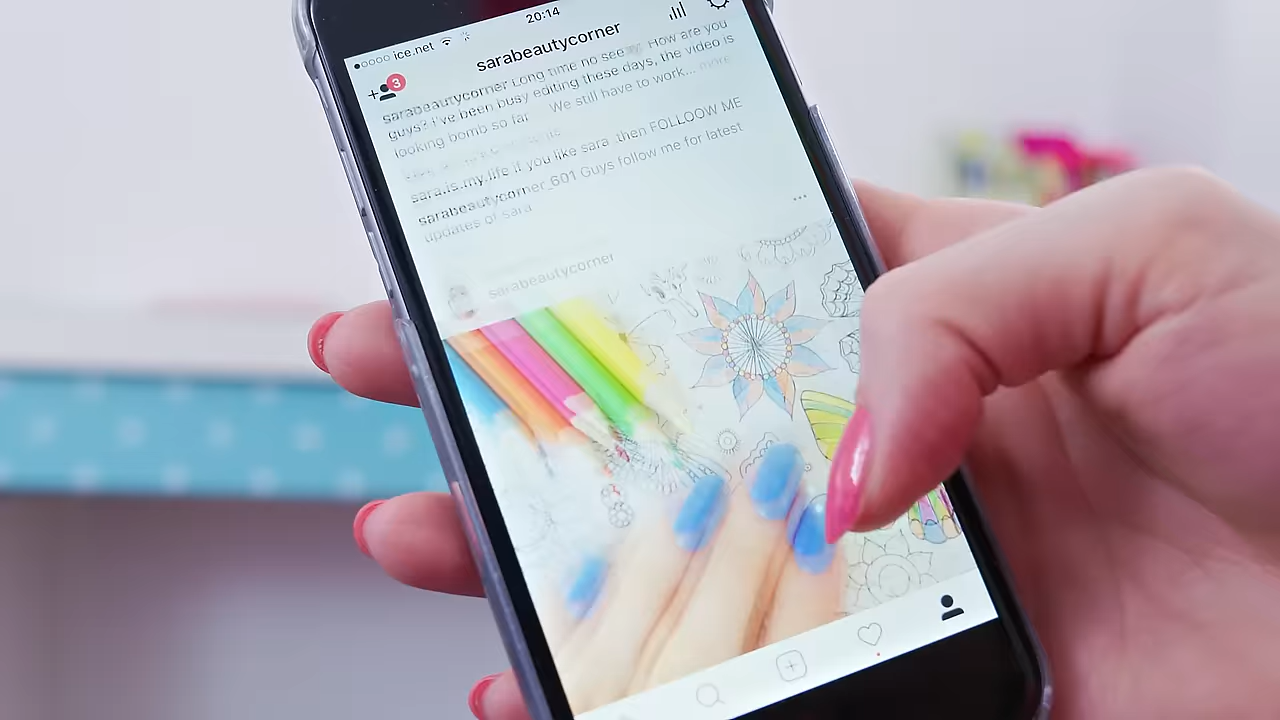 ice.net
20:14
sarabeautycorner
3
sarabeautycorner Long time no see How are you
guys? I've been busy editing these days, the video is
looking bomb so far We still have to work... more
sara.is.my.life if you like sara .then FOLLOOW ME
sarabeautycorner_601 Guys follow me for latest
updates of sara
sarabeautycorner